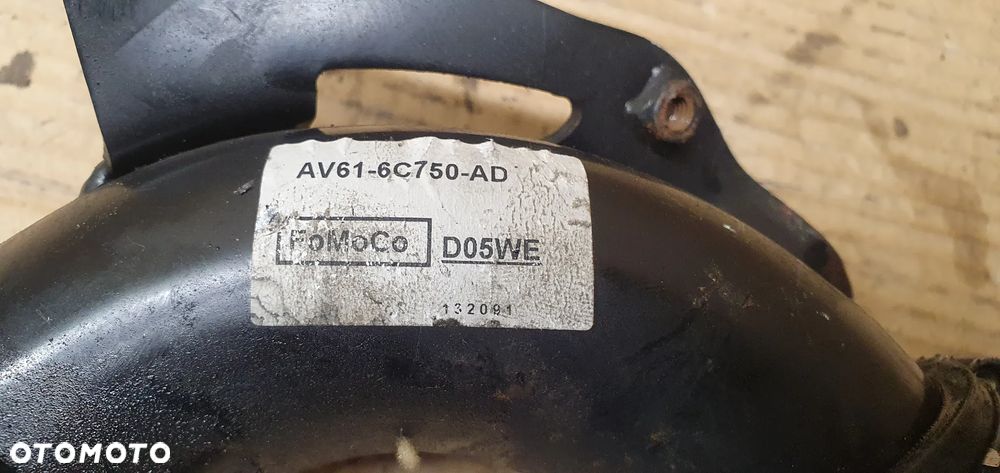 AV61-6C750-AD
FoMoCo
D05WE
132091
OTOMOTO